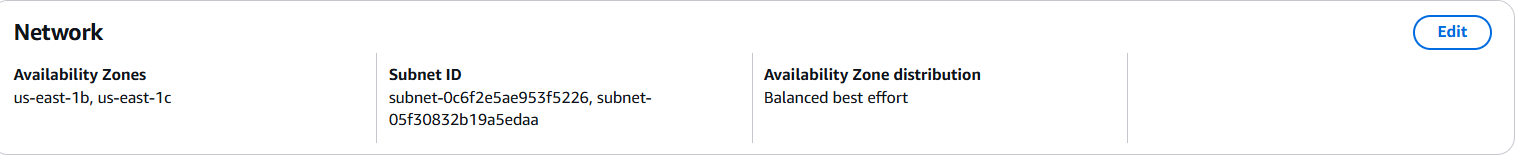 Network
Edit
Availability Zones
us-east-1b, us-east-1c
Subnet ID
subnet-0c6f2e5ae953f5226, subnet-
05f30832b19a5edaa
Availability Zone distribution
Balanced best effort